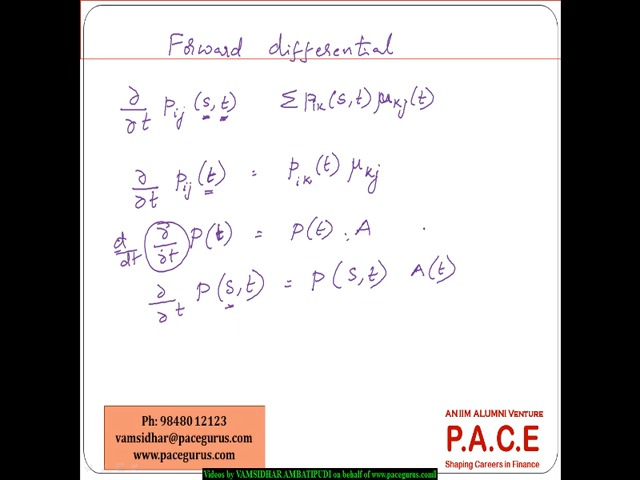 Forward differential
∂/∂t Pij (s, t)   Σ Pik (s, t) μkj (t)
∂/∂t Pij (t) = Pik (t) μkj
d/dt ∂/∂t P(t) = P(t) . A
∂/∂t P(s, t) = P(s, t) A(t)
Ph: 98480 12123
vamsidhar@pacegurus.com
www.pacegurus.com
AN IIM ALUMNI VENTURE
P.A.C.E
Shaping Careers in Finance
Videos by VAMSIDHAR AMBATIPUDI on behalf of www.pacegurus.com